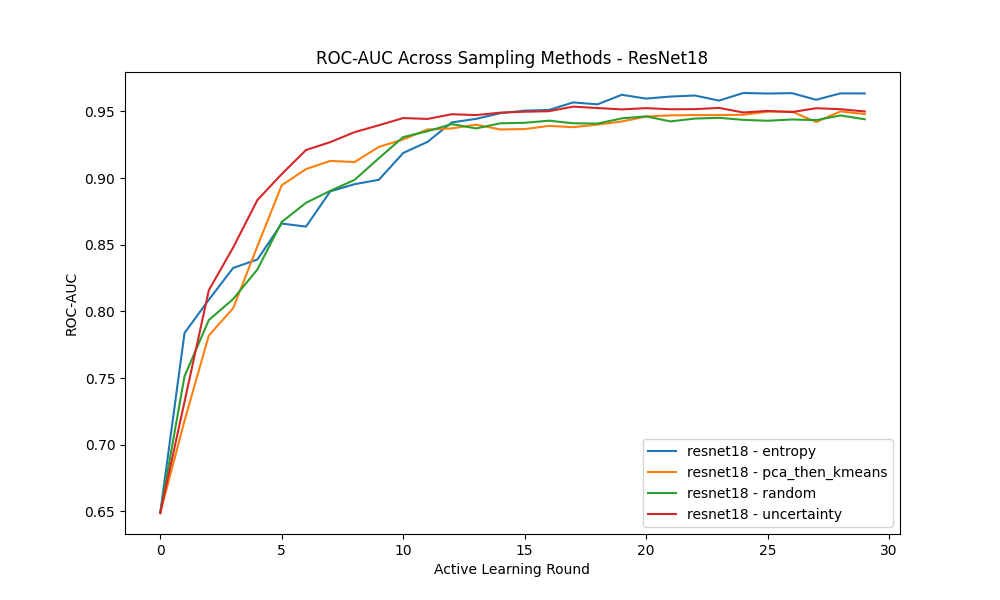 ROC-AUC Across Sampling Methods - ResNet18
ROC-AUC
0.95
0.90
0.85
0.80
0.75
0.70
0.65
resnet18 - entropy
resnet18 - pca_then_kmeans
resnet18 - random
resnet18 - uncertainty
0 5 10 15 20 25 30
Active Learning Round